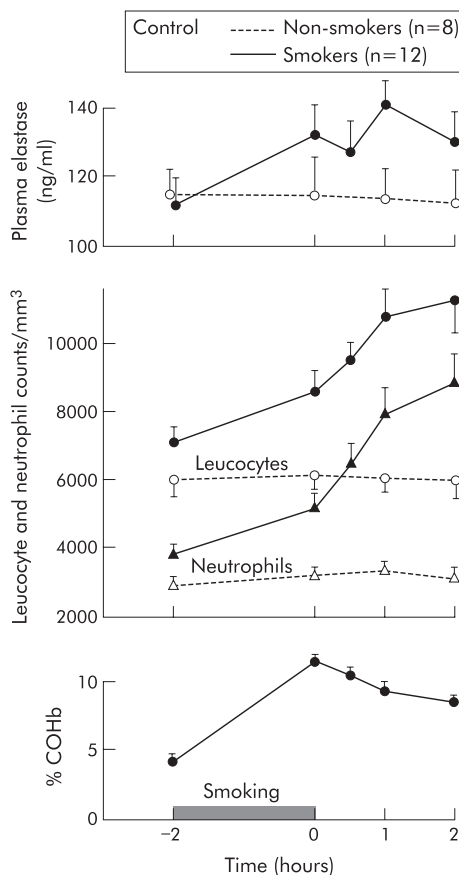 Control
Non-smokers (n=8)
Smokers (n=12)
Plasma elastase
(ng/ml)
140
120
100
Leucocyte and neutrophil counts/mm³
10000
8000
6000
4000
2000
Leucocytes
Neutrophils
% COHb
10
5
0
Smoking
–2
0
1
2
Time (hours)